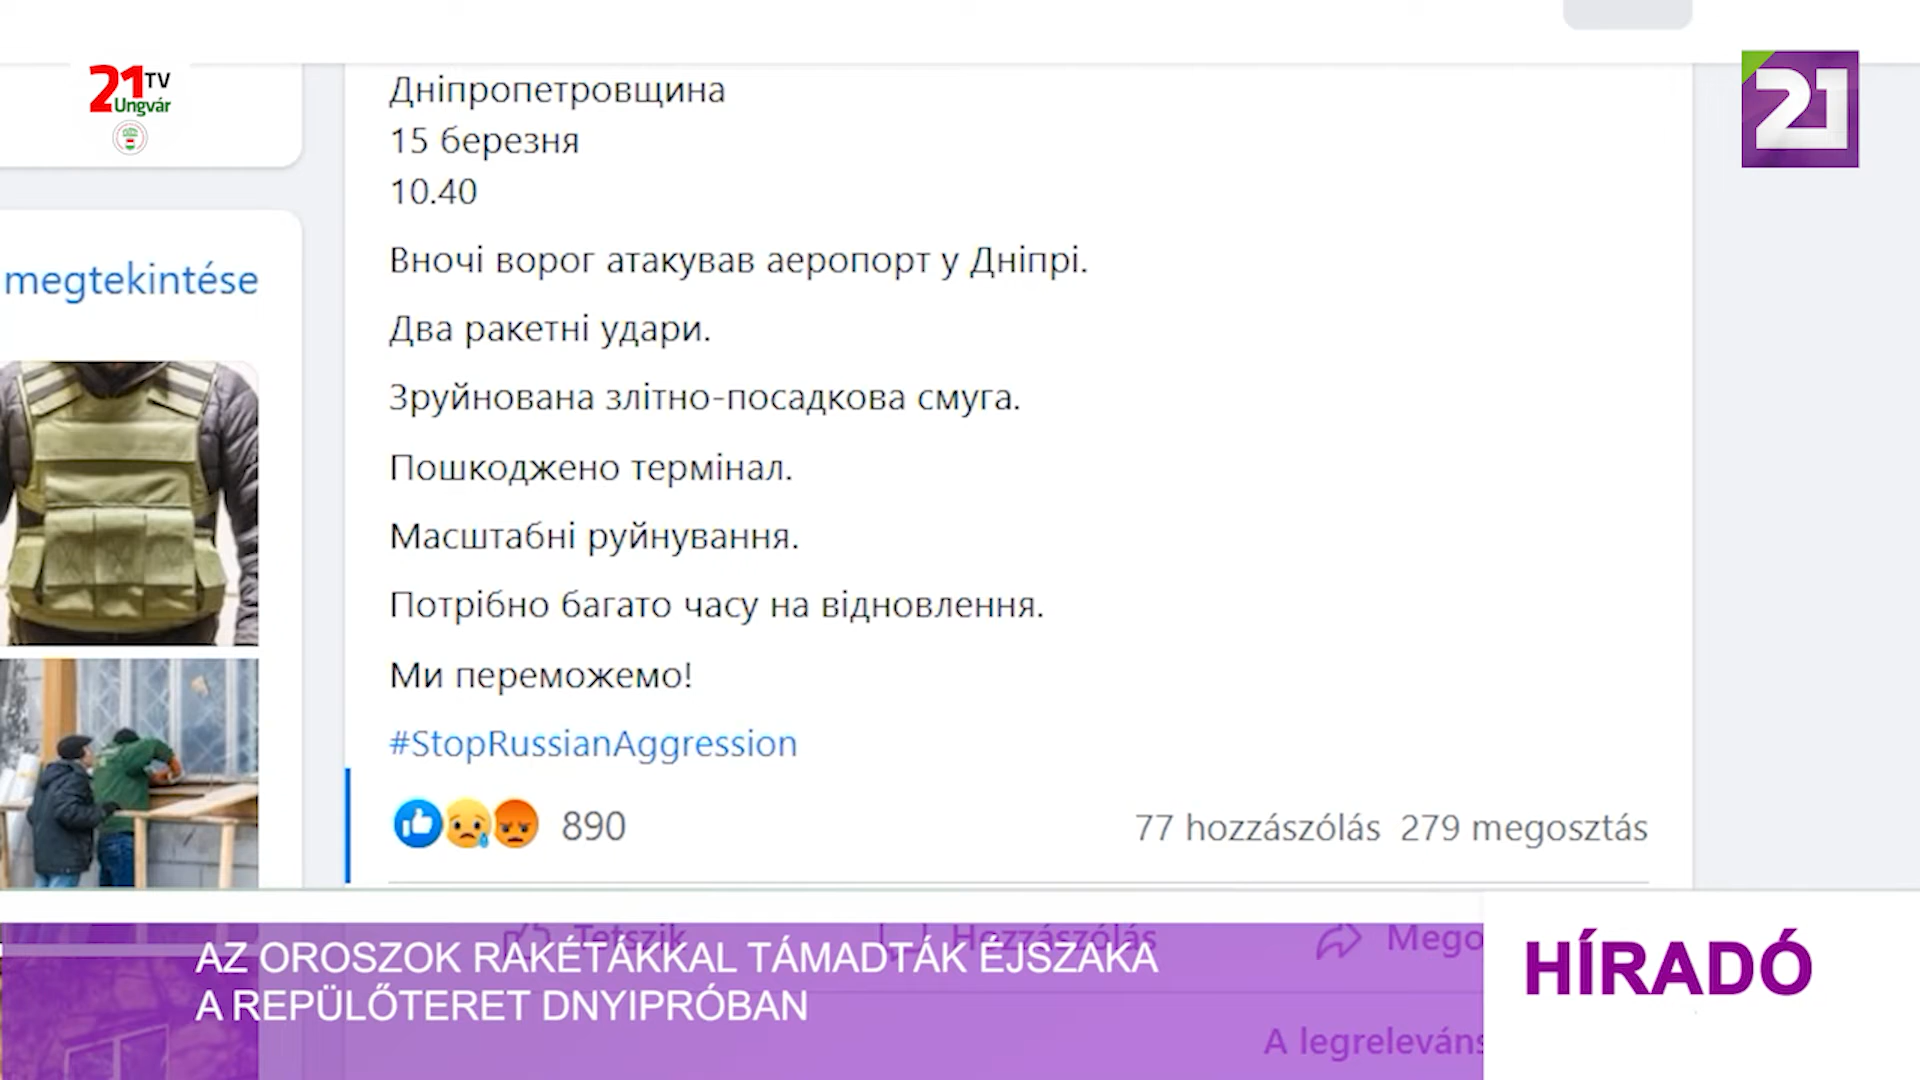 21 TV
Ungvár
21
Дніпропетровщина
15 березня
10.40
megtekintése
Вночі ворог атакував аеропорт у Дніпрі.
Два ракетні удари.
Зруйнована злітно-посадкова смуга.
Пошкоджено термінал.
Масштабні руйнування.
Потрібно багато часу на відновлення.
Ми переможемо!
#StopRussianAggression
890
77 hozzászólás 279 megosztás
Tetszik Hozzászólás
AZ OROSZOK RAKÉTÁKKAL TÁMADTÁK ÉJSZAKA
A REPÜLŐTERET DNYIPRÓBAN
HÍRADÓ